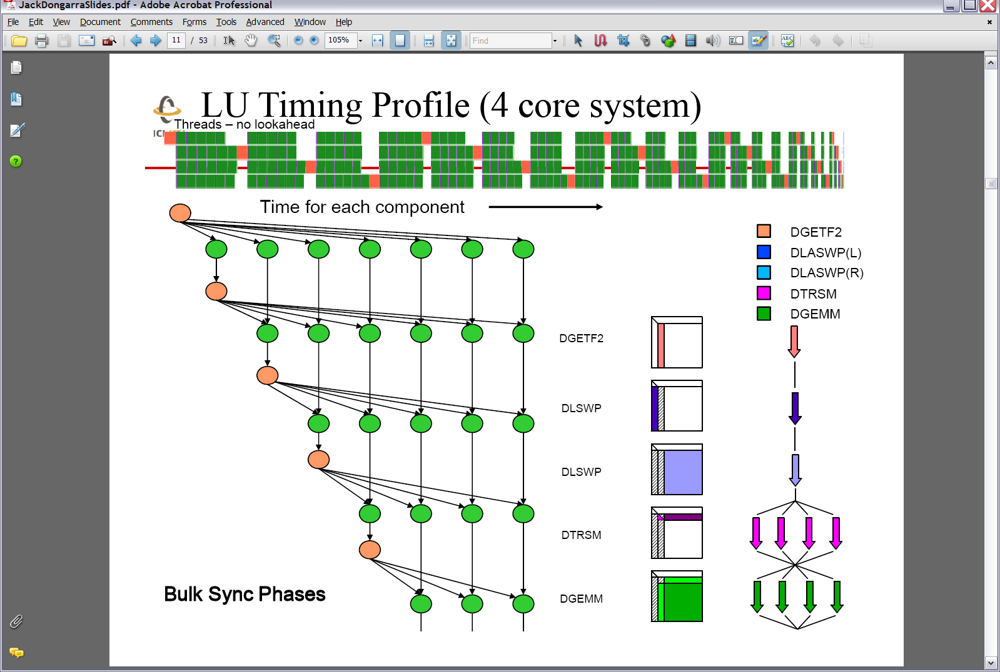 JackDongarraSlides.pdf - Adobe Acrobat Professional
File Edit View Document Comments Forms Tools Advanced Window Help
11 / 53 105% Find
LU Timing Profile (4 core system)
Threads – no lookahead
Time for each component
DGETF2
DLASWP(L)
DLASWP(R)
DTRSM
DGEMM
DGETF2
DLSWP
DLSWP
DTRSM
DGEMM
Bulk Sync Phases